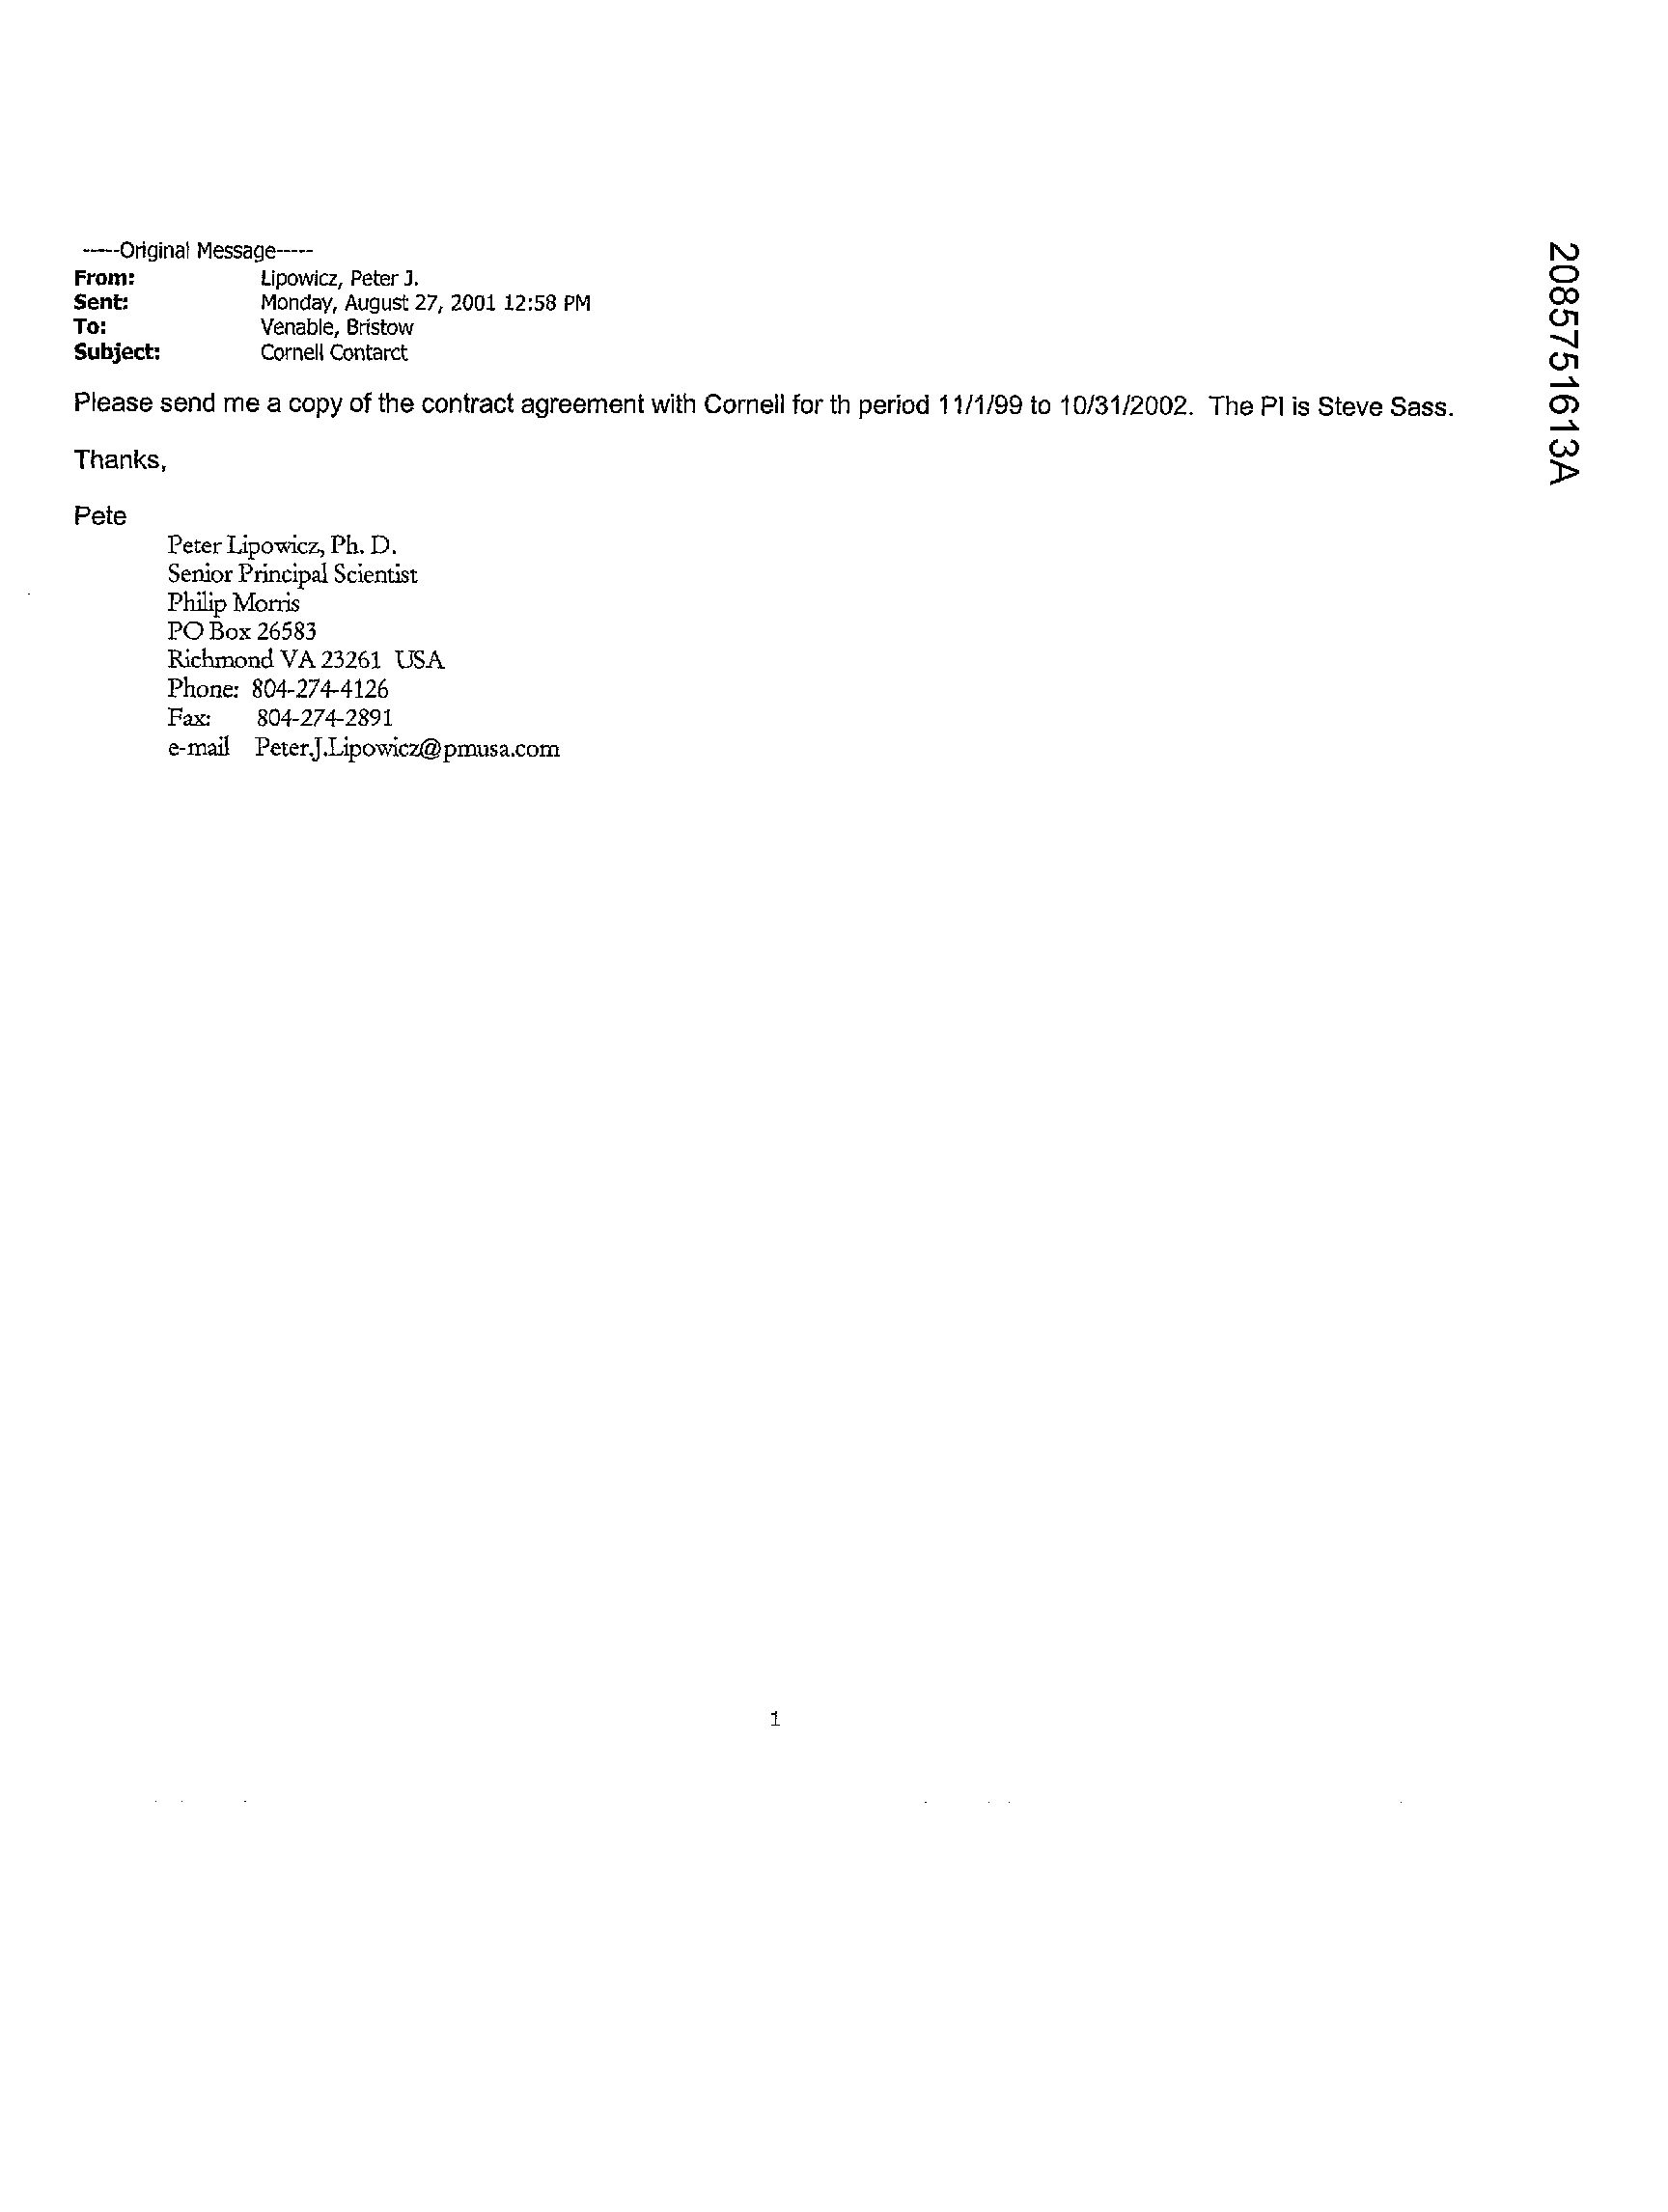 -----Original Message-----
From: Lipowicz, Peter J.
Sent: Monday, August 27, 2001 12:58 PM
To: Venable, Bristow
Subject: Cornell Contarct
Please send me a copy of the contract agreement with Cornell for th period 11/1/99 to 10/31/2002. The PI is Steve Sass.
Thanks,
Pete
Peter Lipowicz, Ph. D.
Senior Principal Scientist
Philip Morris
PO Box 26583
Richmond VA 23261 USA
Phone: 804-274-4126
Fax: 804-274-2891
e-mail Peter.J.Lipowicz@pmusa.com
2085751613A
1